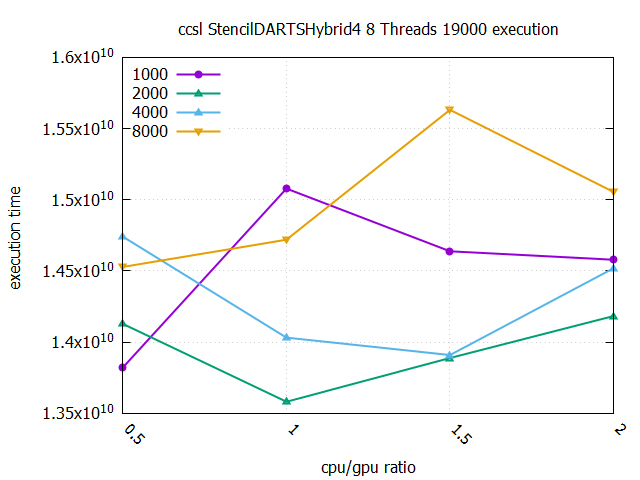 ccsl StencilDARTSHybrid4 8 Threads 19000 execution
1.6x10^10
1.55x10^10
1.5x10^10
1.45x10^10
1.4x10^10
1.35x10^10
execution time
1000
2000
4000
8000
0.5
1
1.5
2
cpu/gpu ratio